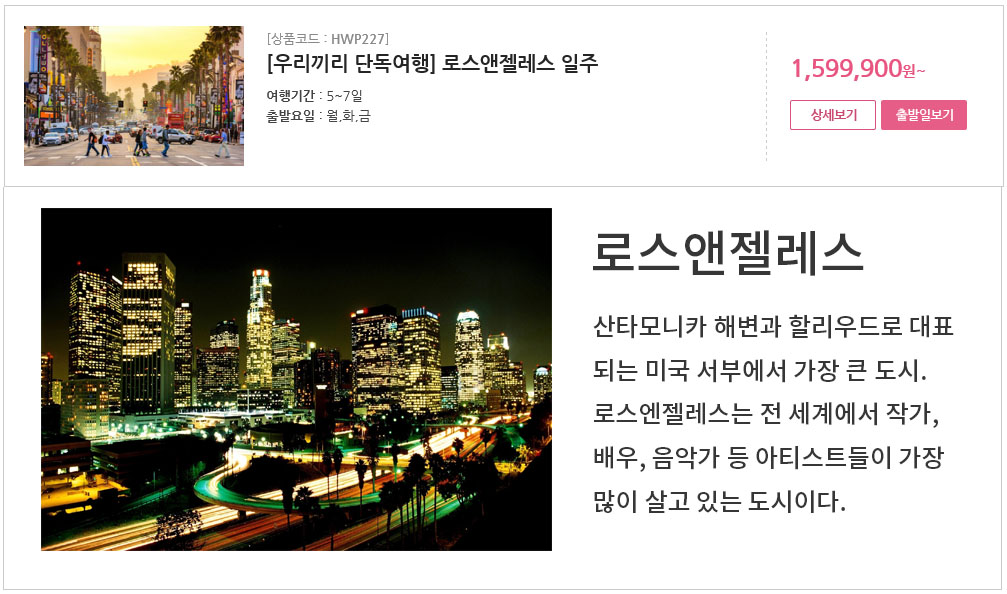 [상품코드 : HWP227]
[우리끼리 단독여행] 로스앤젤레스 일주
여행기간 : 5~7일
출발요일 : 월,화,금
1,599,900원~
상세보기
출발일보기
로스앤젤레스
산타모니카 해변과 할리우드로 대표
되는 미국 서부에서 가장 큰 도시.
로스엔젤레스는 전 세계에서 작가,
배우, 음악가 등 아티스트들이 가장
많이 살고 있는 도시이다.